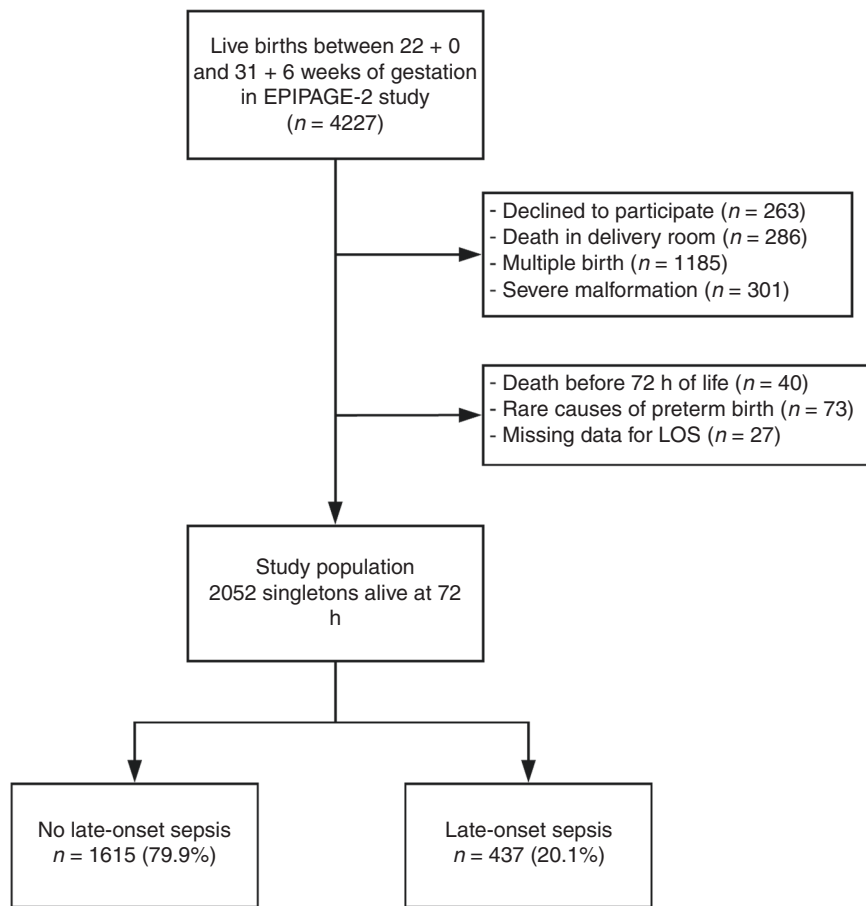 Live births between 22 + 0
and 31 + 6 weeks of gestation
in EPIPAGE-2 study
(n = 4227)
- Declined to participate (n = 263)
- Death in delivery room (n = 286)
- Multiple birth (n = 1185)
- Severe malformation (n = 301)
- Death before 72 h of life (n = 40)
- Rare causes of preterm birth (n = 73)
- Missing data for LOS (n = 27)
Study population
2052 singletons alive at 72
h
No late-onset sepsis
n = 1615 (79.9%)
Late-onset sepsis
n = 437 (20.1%)